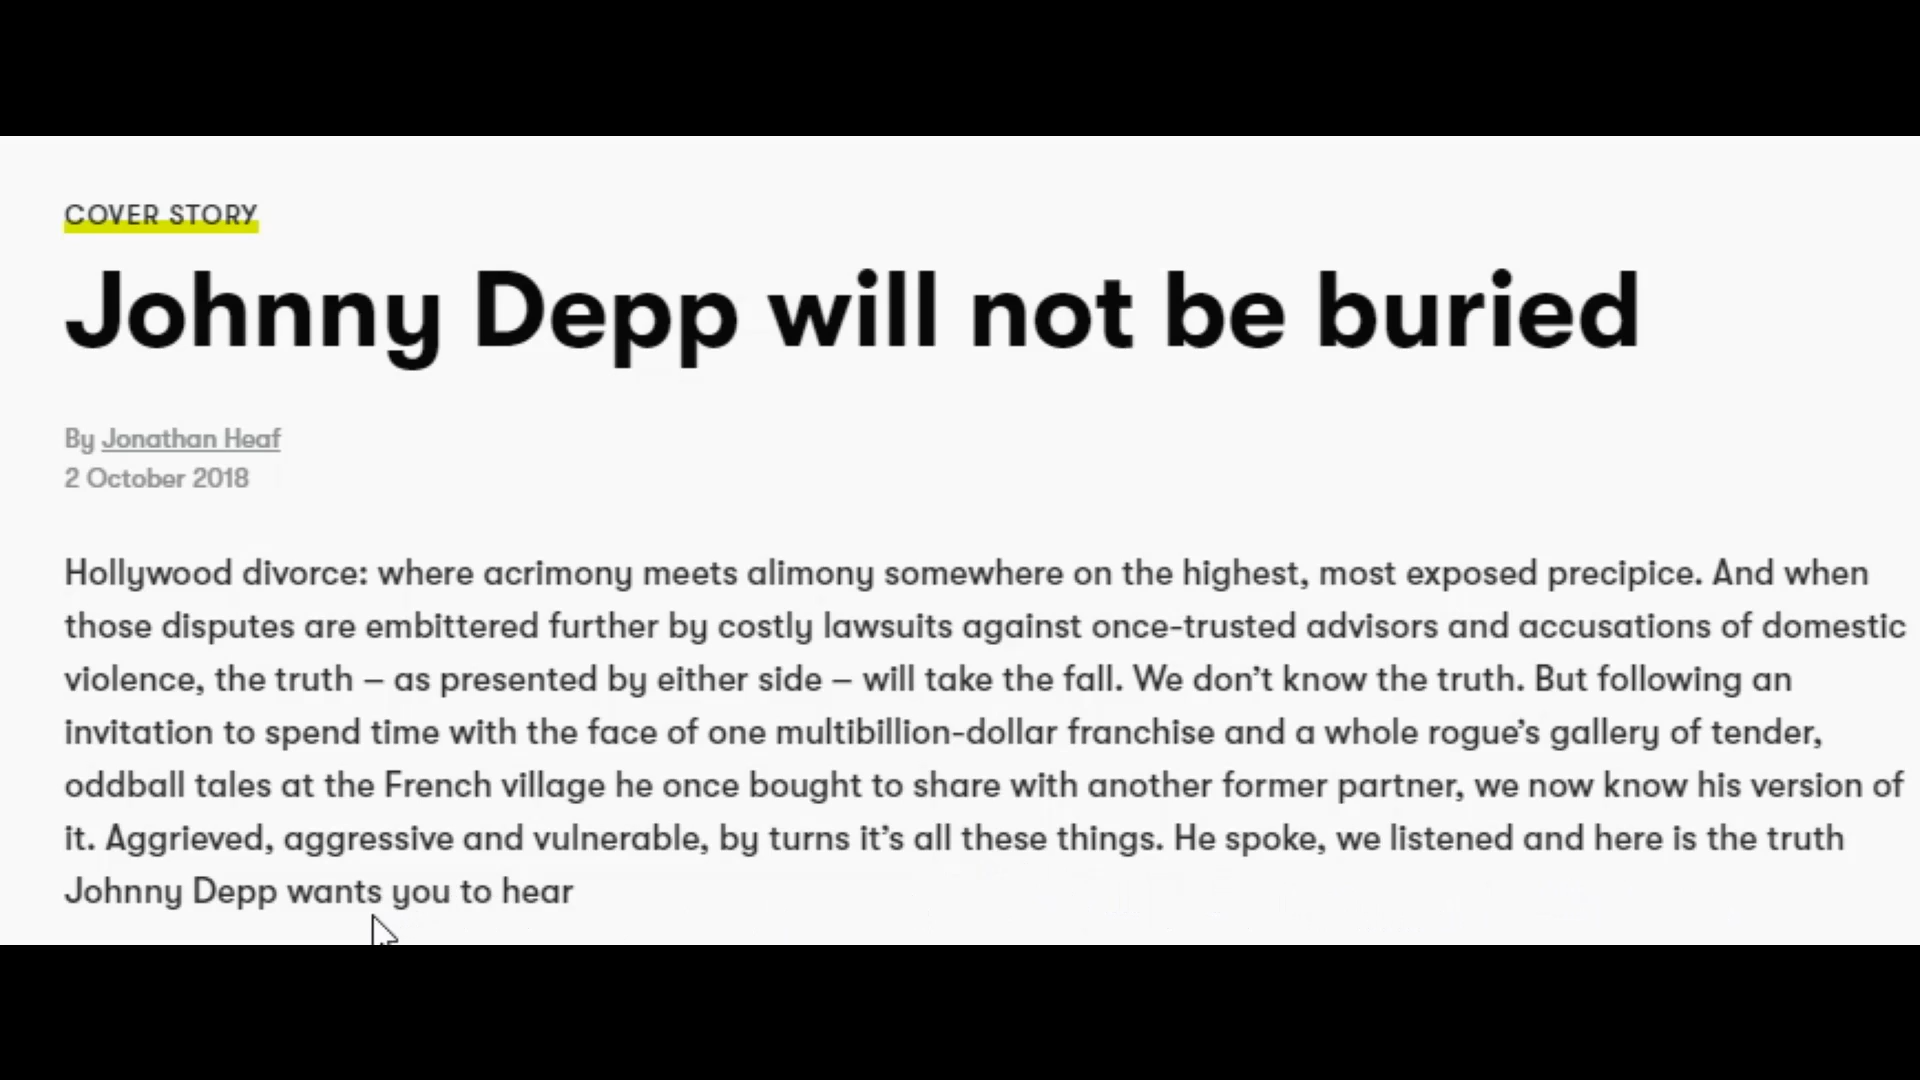 COVER STORY
Johnny Depp will not be buried
By Jonathan Heaf
2 October 2018
Hollywood divorce: where acrimony meets alimony somewhere on the highest, most exposed precipice. And when
those disputes are embittered further by costly lawsuits against once-trusted advisors and accusations of domestic
violence, the truth – as presented by either side – will take the fall. We don’t know the truth. But following an
invitation to spend time with the face of one multibillion-dollar franchise and a whole rogue’s gallery of tender,
oddball tales at the French village he once bought to share with another former partner, we now know his version of
it. Aggrieved, aggressive and vulnerable, by turns it’s all these things. He spoke, we listened and here is the truth
Johnny Depp wants you to hear